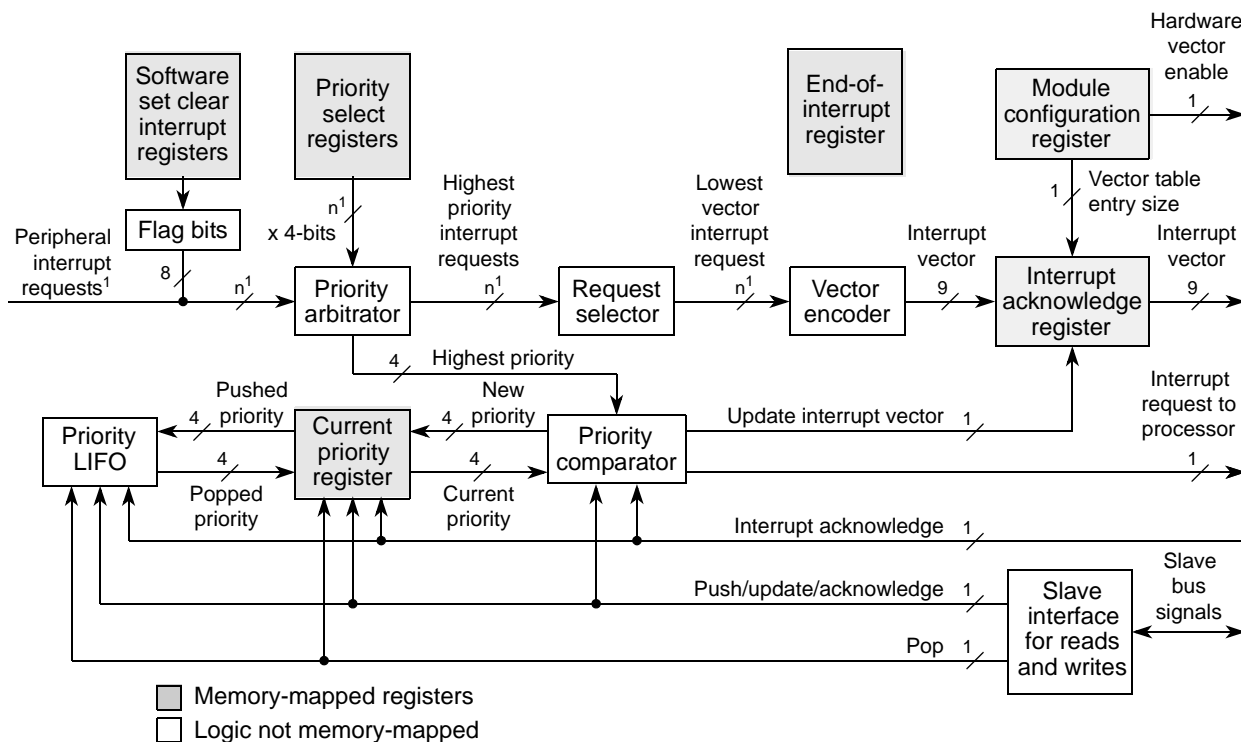 Hardware
vector
enable
1
Software
set clear
interrupt
registers
Priority
select
registers
End-of-
interrupt
register
Module
configuration
register
1
Vector table
entry size
Flag bits
8
n1
x 4-bits
Peripheral
interrupt
requests1
n1
Priority
arbitrator
Highest
priority
interrupt
requests
n1
Request
selector
Lowest
vector
interrupt
request
n1
Vector
encoder
Interrupt
vector
9
Interrupt
acknowledge
register
Interrupt
vector
9
4
Highest priority
Pushed
priority
4
Priority
LIFO
4
Popped
priority
Current
priority
register
New
priority
4
4
Current
priority
Priority
comparator
Update interrupt vector
1
Interrupt
request to
processor
1
Interrupt acknowledge
1
Push/update/acknowledge
1
Pop
1
Slave
interface
for reads
and writes
Slave
bus
signals
Memory-mapped registers
Logic not memory-mapped